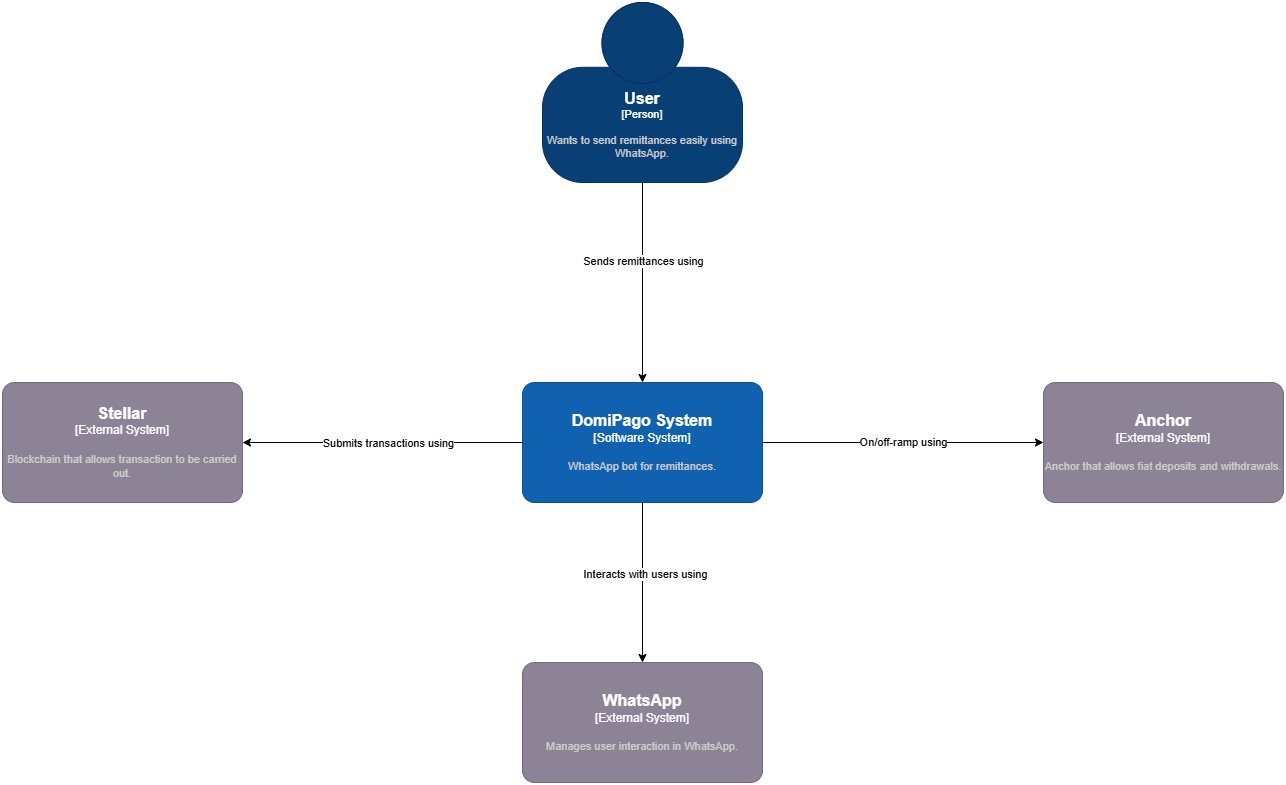 User
[Person]
Wants to send remittances easily using
WhatsApp.
Sends remittances using
Stellar
[External System]
Blockchain that allows transaction to be carried
out.
Submits transactions using
DomiPago System
[Software System]
WhatsApp bot for remittances.
On/off-ramp using
Anchor
[External System]
Anchor that allows fiat deposits and withdrawals.
Interacts with users using
WhatsApp
[External System]
Manages user interaction in WhatsApp.